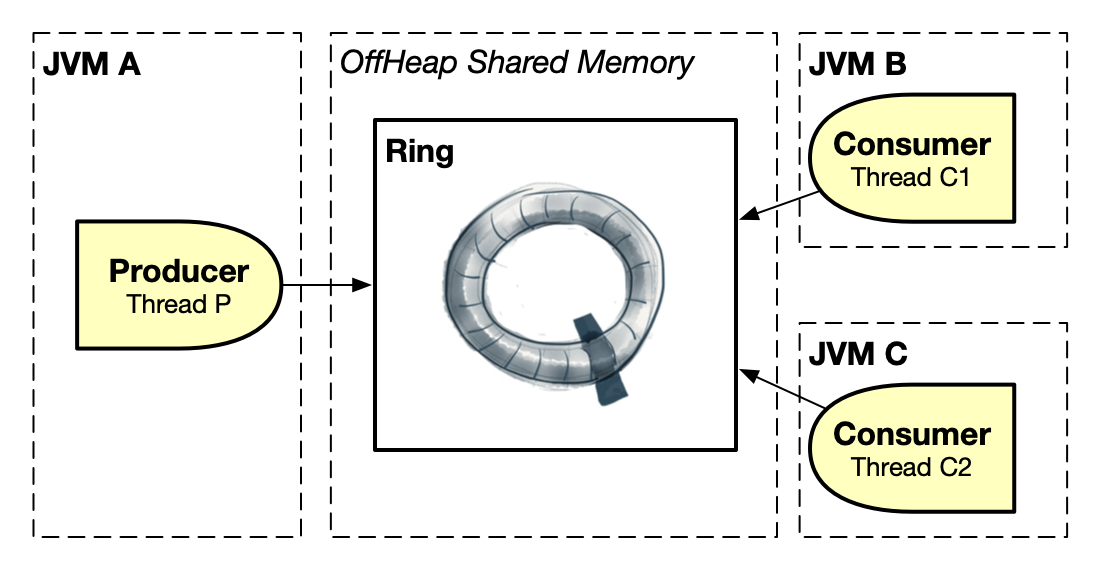 JVM A
Producer
Thread P
OffHeap Shared Memory
Ring
JVM B
Consumer
Thread C1
JVM C
Consumer
Thread C2